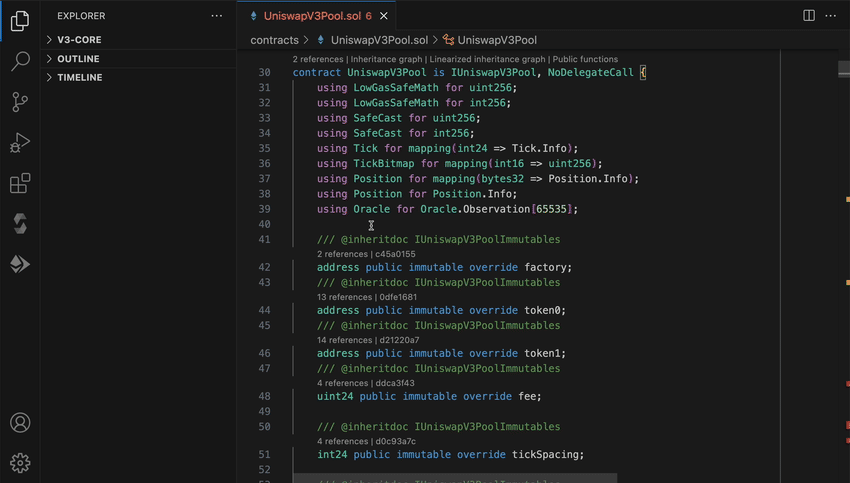 EXPLORER
V3-CORE
OUTLINE
TIMELINE
UniswapV3Pool.sol 6
contracts > UniswapV3Pool.sol > UniswapV3Pool
2 references | Inheritance graph | Linearized inheritance graph | Public functions
30 contract UniswapV3Pool is IUniswapV3Pool, NoDelegateCall {
31 using LowGasSafeMath for uint256;
32 using LowGasSafeMath for int256;
33 using SafeCast for uint256;
34 using SafeCast for int256;
35 using Tick for mapping(int24 => Tick.Info);
36 using TickBitmap for mapping(int16 => uint256);
37 using Position for mapping(bytes32 => Position.Info);
38 using Position for Position.Info;
39 using Oracle for Oracle.Observation[65535];
40
41 /// @inheritdoc IUniswapV3PoolImmutables
2 references | c45a0155
42 address public immutable override factory;
43 /// @inheritdoc IUniswapV3PoolImmutables
13 references | 0dfe1681
44 address public immutable override token0;
45 /// @inheritdoc IUniswapV3PoolImmutables
14 references | d21220a7
46 address public immutable override token1;
47 /// @inheritdoc IUniswapV3PoolImmutables
4 references | ddca3f43
48 uint24 public immutable override fee;
49
50 /// @inheritdoc IUniswapV3PoolImmutables
4 references | d0c93a7c
51 int24 public immutable override tickSpacing;
52